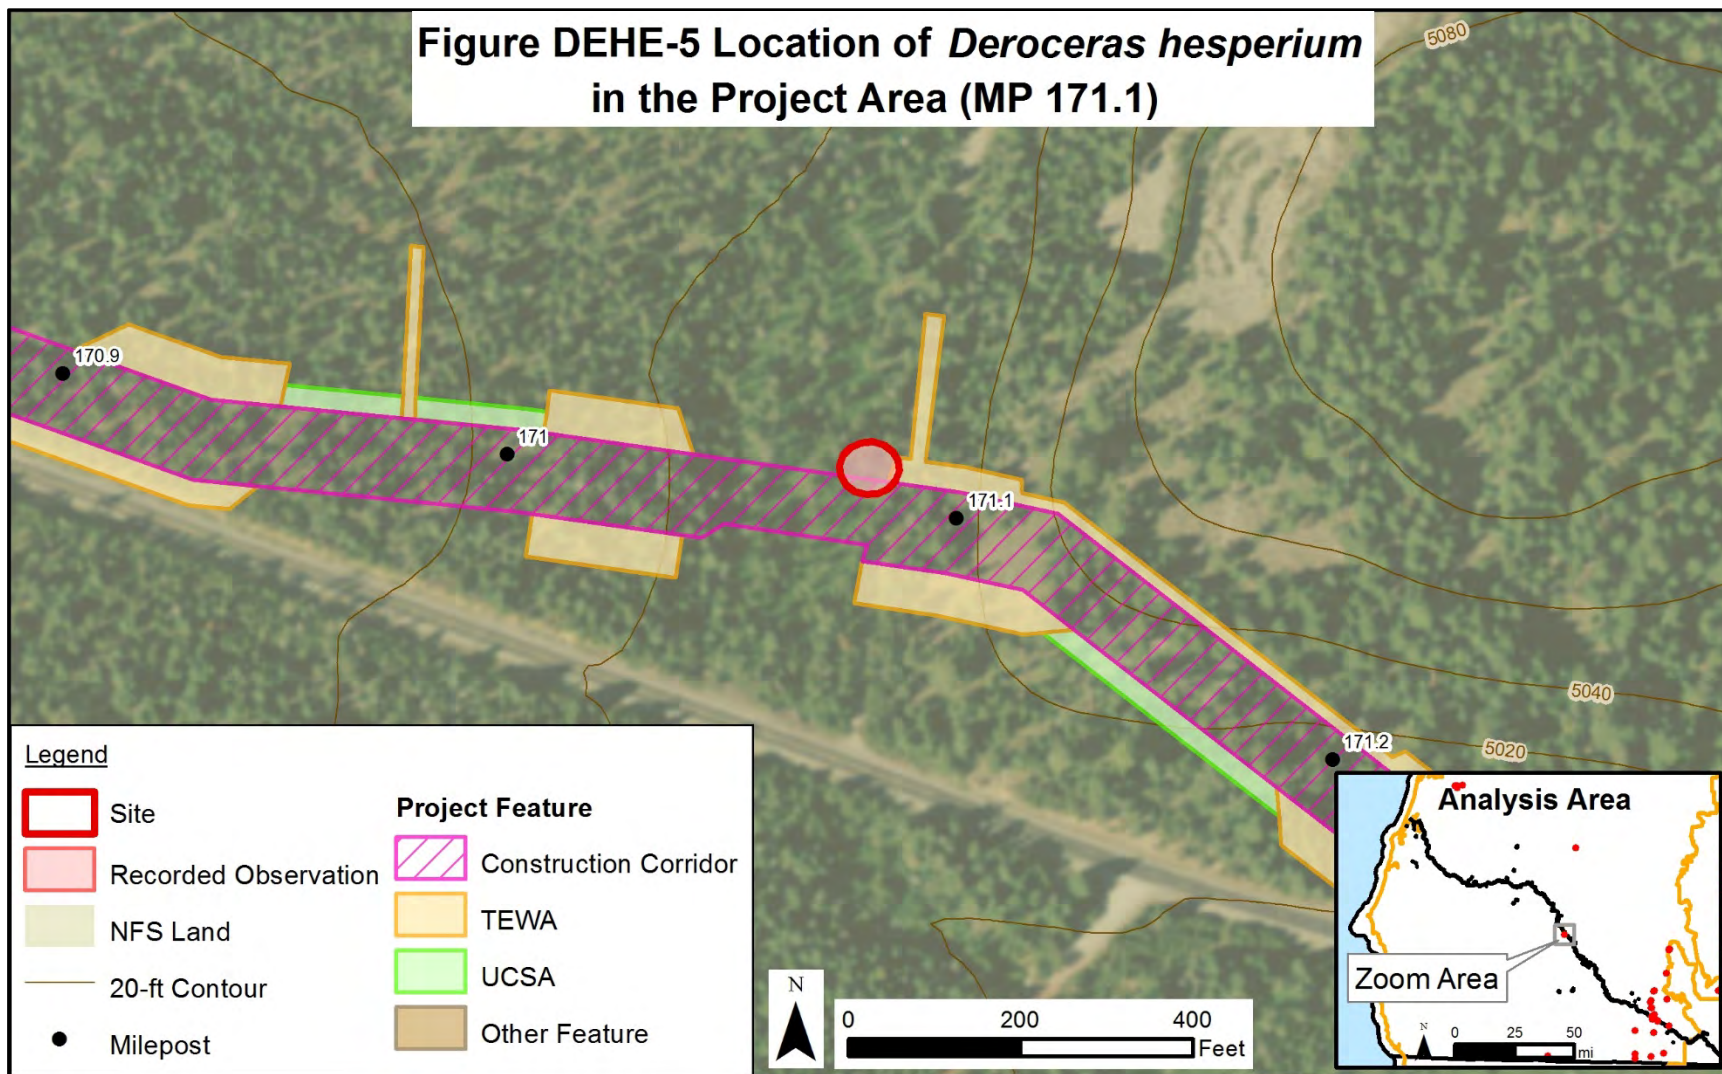 Figure DEHE-5 Location of Deroceras hesperium
in the Project Area (MP 171.1)
5080
170.9
171
171.1
5040
5020
171.2
Legend
Site
Recorded Observation
NFS Land
20-ft Contour
Milepost
Project Feature
Construction Corridor
TEWA
UCSA
Other Feature
N
0 200 400
Feet
Analysis Area
Zoom Area
N
0 25 50
mi